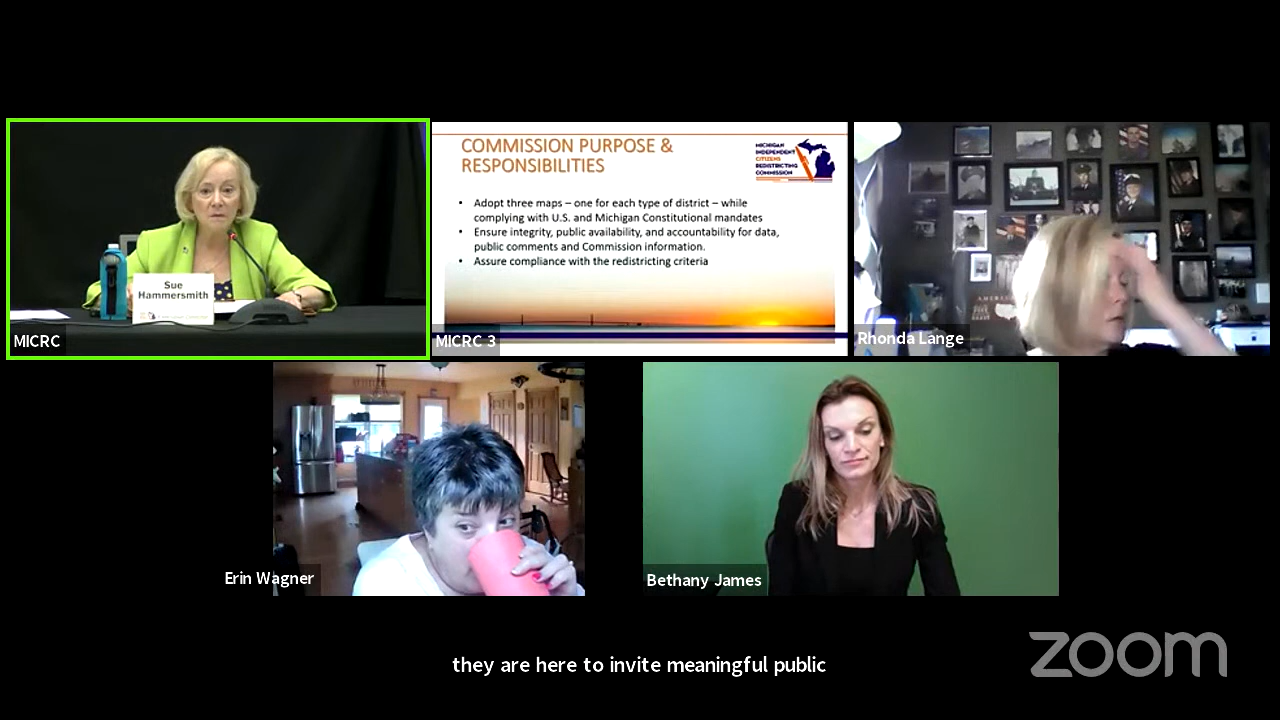 Sue
Hammersmith
MICRC
COMMISSION PURPOSE &
RESPONSIBILITIES
MICHIGAN
INDEPENDENT
CITIZENS
REDISTRICTING
COMMISSION
• Adopt three maps – one for each type of district – while
complying with U.S. and Michigan Constitutional mandates
• Ensure integrity, public availability, and accountability for data,
public comments and Commission information.
• Assure compliance with the redistricting criteria
MICRC 3
Rhonda Lange
Erin Wagner
Bethany James
they are here to invite meaningful public
zoom